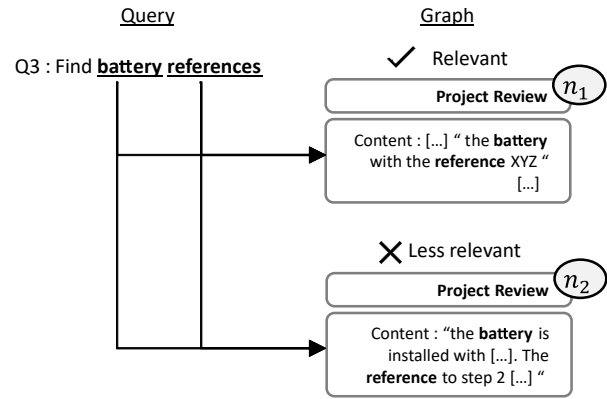 Query
Graph
Q3 : Find battery references
Relevant
n1
Project Review
Content : […] “ the battery
with the reference XYZ “
[…]
Less relevant
n2
Project Review
Content : “the battery is
installed with […]. The
reference to step 2 […] “